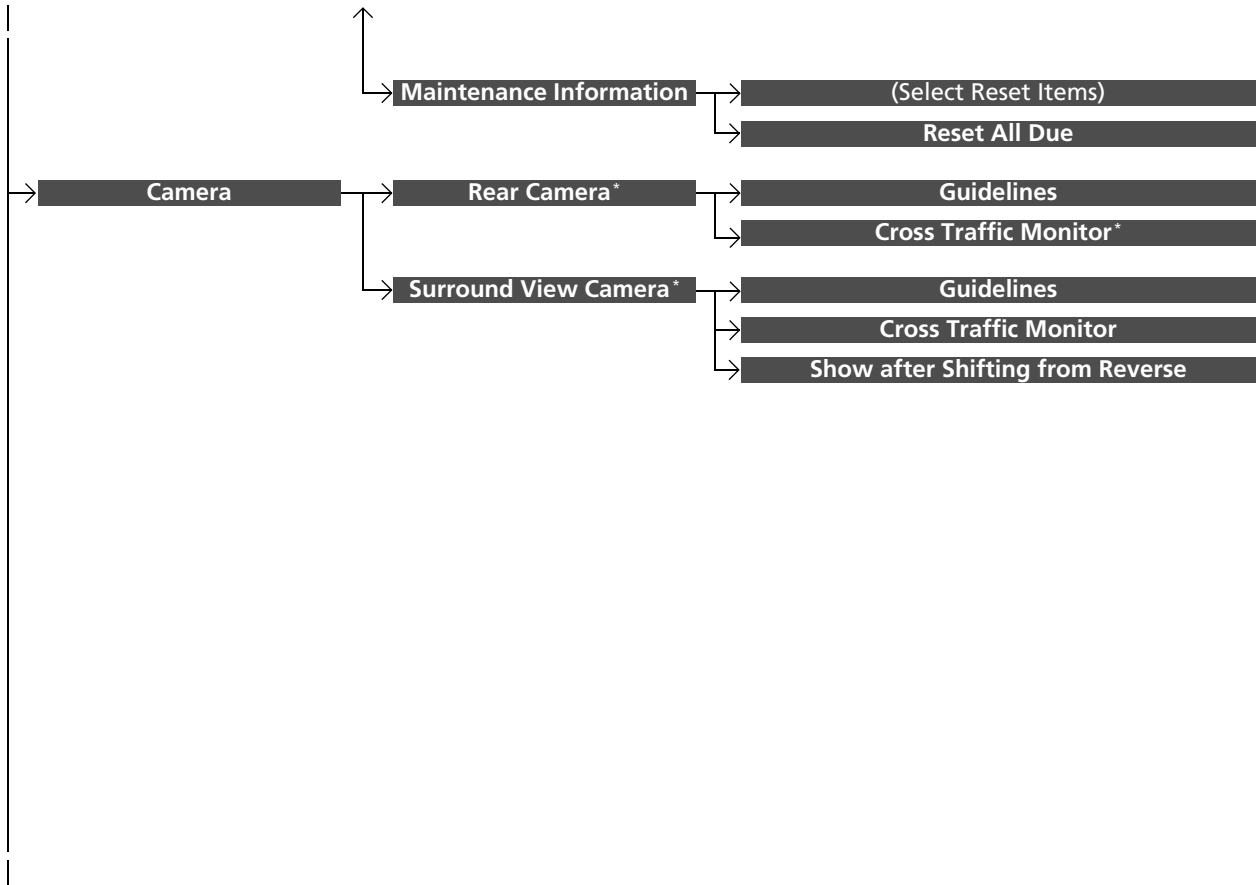 Maintenance Information
(Select Reset Items)
Reset All Due
Camera
Rear Camera*
Guidelines
Cross Traffic Monitor*
Surround View Camera*
Guidelines
Cross Traffic Monitor
Show after Shifting from Reverse